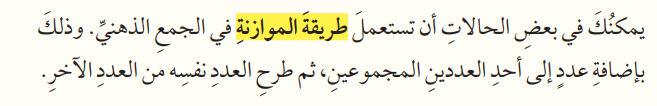 يمكنُكَ في بعضِ الحالاتِ أن تستعملَ طريقةَ الموازنةِ في الجمعِ الذهنيِّ. وذلكَ
بإضافةِ عددٍ إلى أحدِ العددينِ المجموعينِ، ثم طرحِ العددِ نفسِه من العددِ الآخرِ.